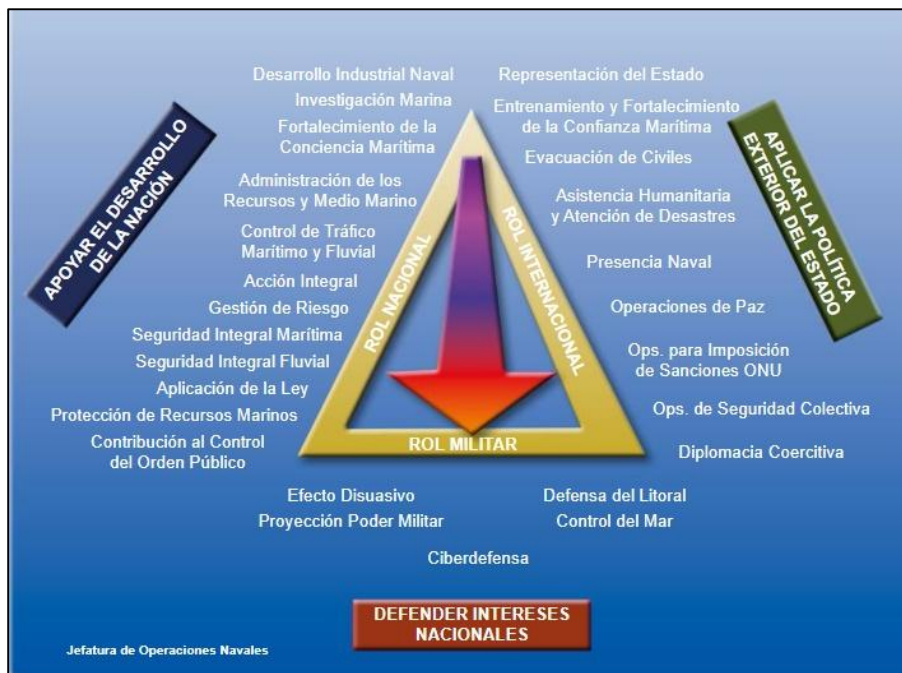 Desarrollo Industrial Naval
Investigación Marina
Fortalecimiento de la
Conciencia Marítima
Administración de los
Recursos y Medio Marino
Control de Tráfico
Marítimo y Fluvial
Acción Integral
Gestión de Riesgo
Seguridad Integral Marítima
Seguridad Integral Fluvial
Aplicación de la Ley
Protección de Recursos Marinos
Contribución al Control
del Orden Público
APOYAR EL DESARROLLO
DE LA NACIÓN
ROL NACIONAL
ROL INTERNACIONAL
ROL MILITAR
Representación del Estado
Entrenamiento y Fortalecimiento
de la Confianza Marítima
Evacuación de Civiles
Asistencia Humanitaria
y Atención de Desastres
Presencia Naval
Operaciones de Paz
Ops. para Imposición
de Sanciones ONU
Ops. de Seguridad Colectiva
Diplomacia Coercitiva
APLICAR LA POLÍTICA
EXTERIOR DEL ESTADO
Efecto Disuasivo
Proyección Poder Militar
Defensa del Litoral
Control del Mar
Ciberdefensa
DEFENDER INTERESES
NACIONALES
Jefatura de Operaciones Navales